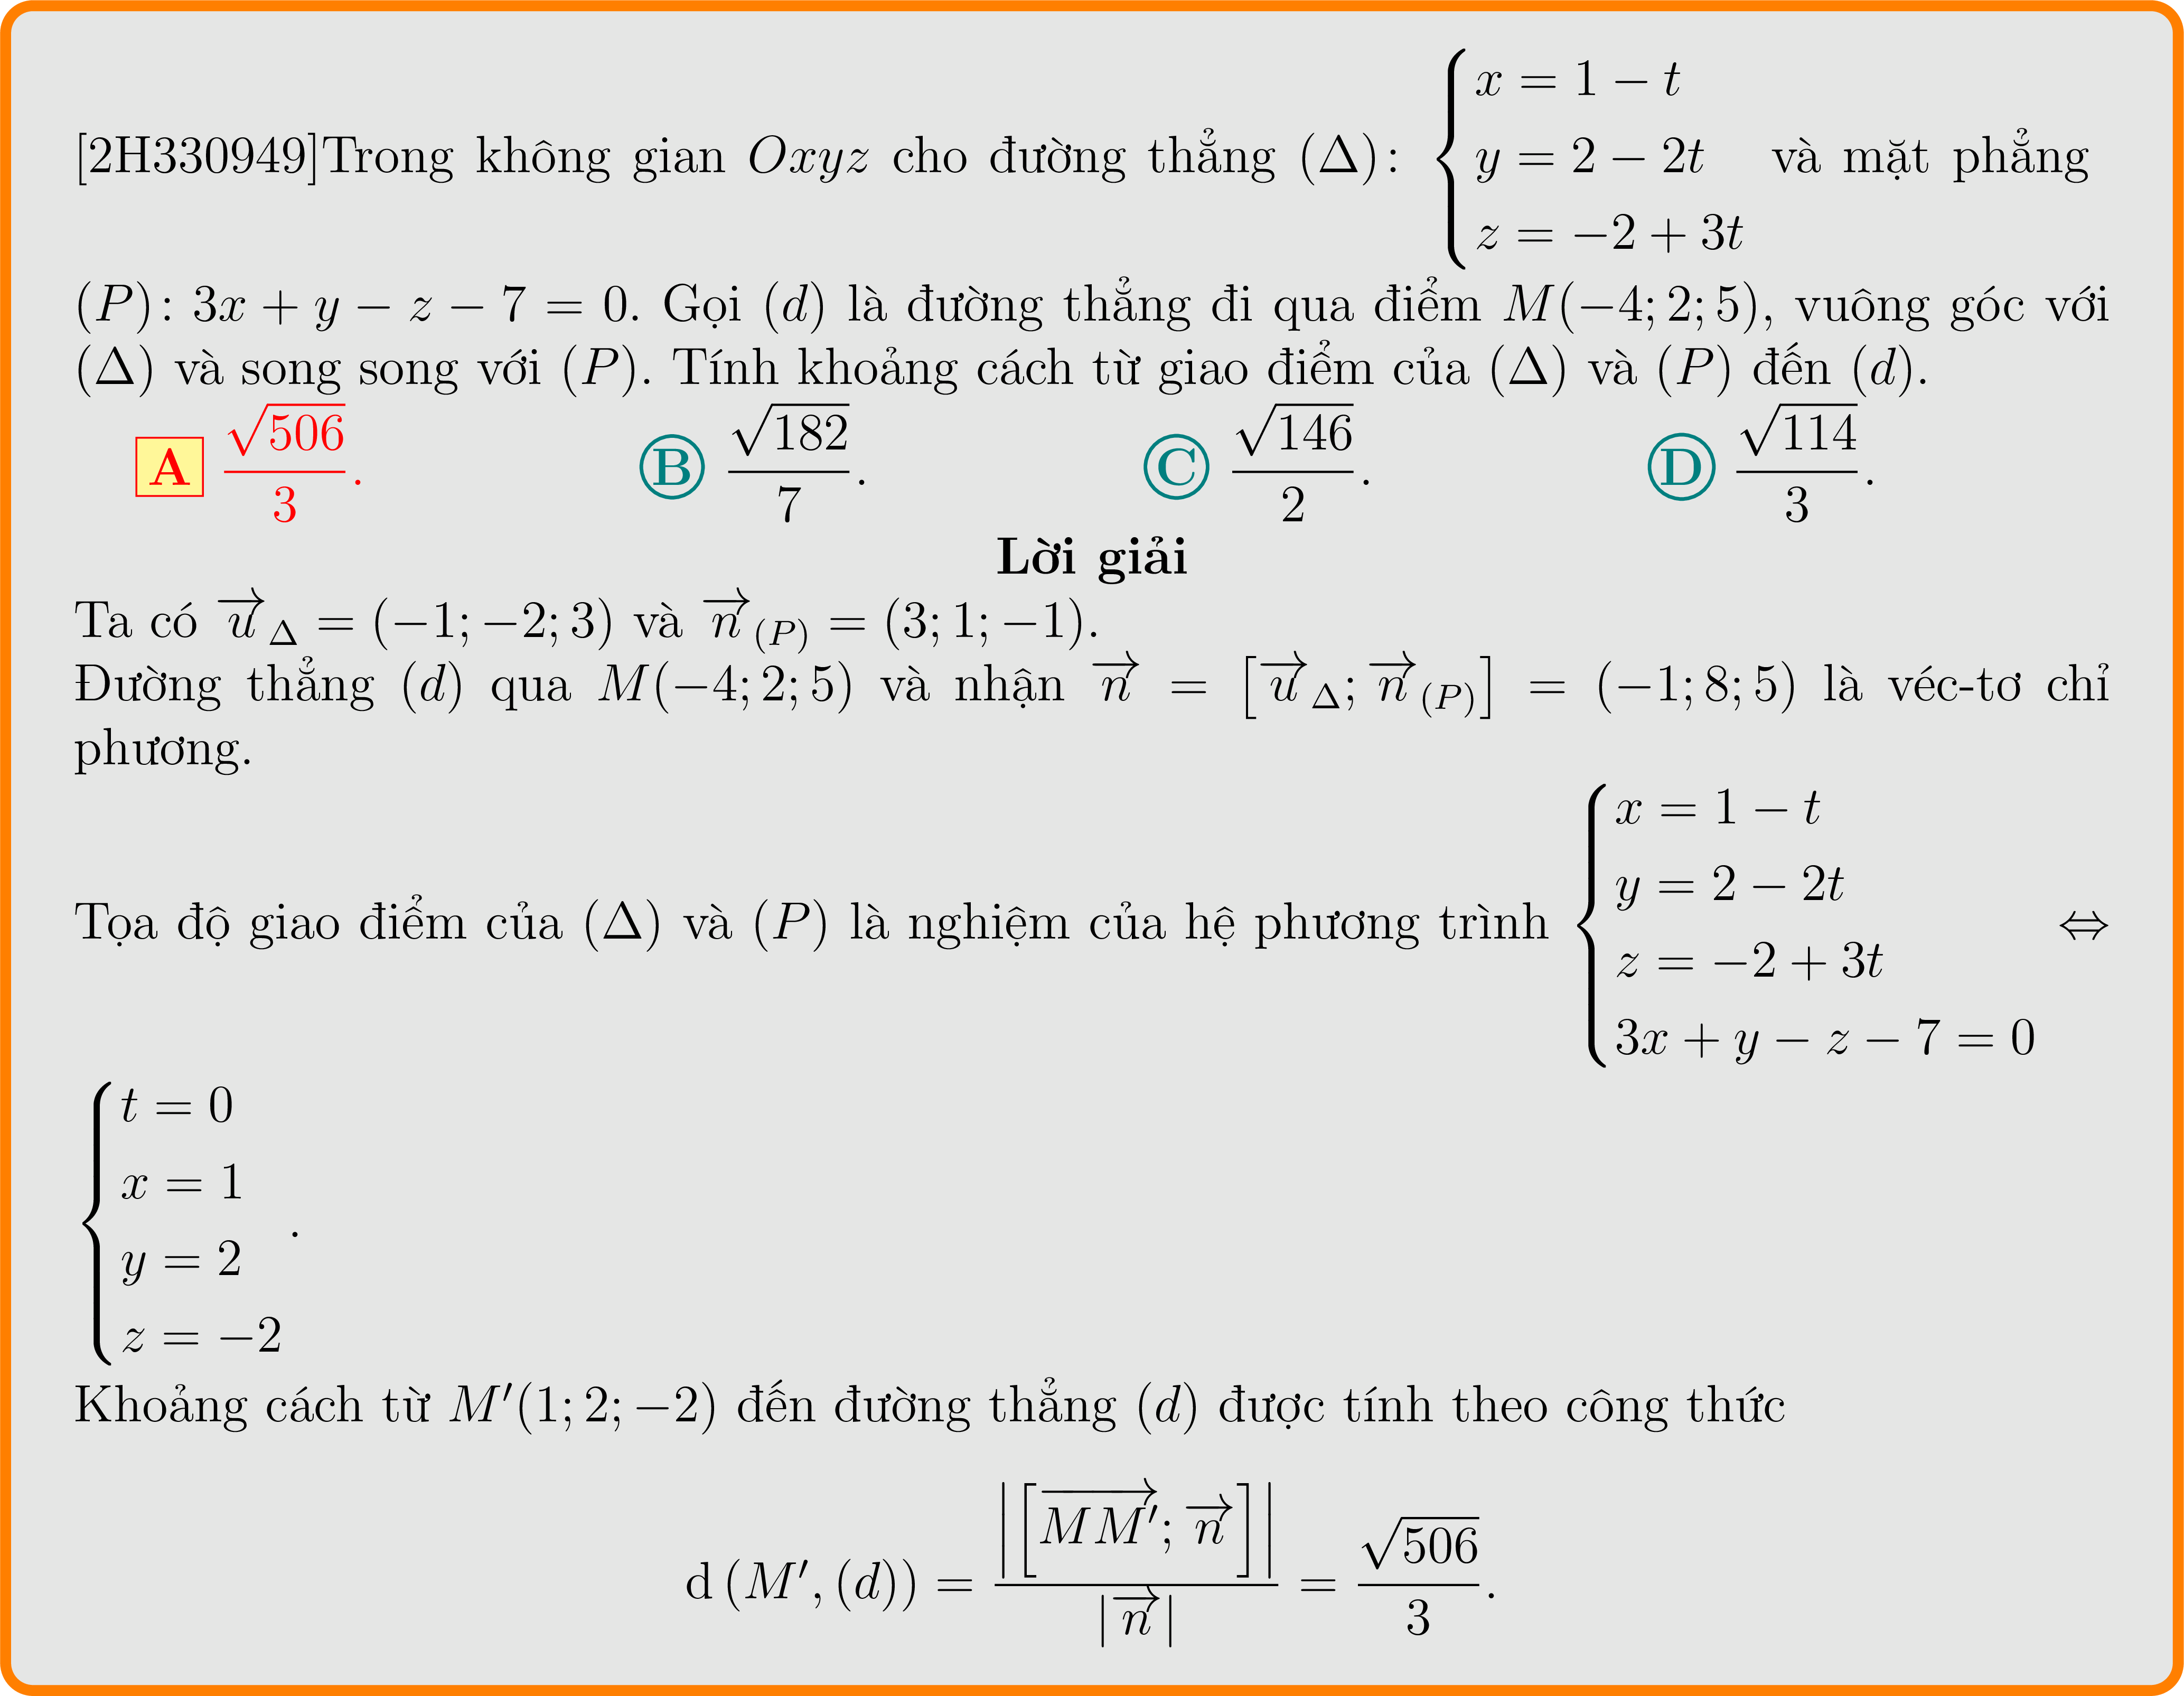 [2H330949]Trong không gian $Oxyz$ cho đường thẳng $(\Delta)\colon \begin{cases} x = 1 - t \\ y = 2 - 2t \\ z = -2 + 3t \end{cases}$ và mặt phẳng
$(P)\colon 3x + y - z - 7 = 0$. Gọi $(d)$ là đường thẳng đi qua điểm $M(-4; 2; 5)$, vuông góc với
$(\Delta)$ và song song với $(P)$. Tính khoảng cách từ giao điểm của $(\Delta)$ và $(P)$ đến $(d)$.
A $\frac{\sqrt{506}}{3}$. B $\frac{\sqrt{182}}{7}$. C $\frac{\sqrt{146}}{2}$. D $\frac{\sqrt{114}}{3}$.
Lời giải
Ta có $\overrightarrow{u}_{\Delta} = (-1; -2; 3)$ và $\overrightarrow{n}_{(P)} = (3; 1; -1)$.
Đường thẳng $(d)$ qua $M(-4; 2; 5)$ và nhận $\overrightarrow{n} = \left[\overrightarrow{u}_{\Delta}; \overrightarrow{n}_{(P)}\right] = (-1; 8; 5)$ là véc-tơ chỉ
phương.
Tọa độ giao điểm của $(\Delta)$ và $(P)$ là nghiệm của hệ phương trình $\begin{cases} x = 1 - t \\ y = 2 - 2t \\ z = -2 + 3t \\ 3x + y - z - 7 = 0 \end{cases} \Leftrightarrow$
$\begin{cases} t = 0 \\ x = 1 \\ y = 2 \\ z = -2 \end{cases}$.
Khoảng cách từ $M'(1; 2; -2)$ đến đường thẳng $(d)$ được tính theo công thức
$\mathrm{d}\,(M', (d)) = \frac{\left|\left[\overrightarrow{MM'}; \overrightarrow{n}\right]\right|}{|\overrightarrow{n}|} = \frac{\sqrt{506}}{3}$.